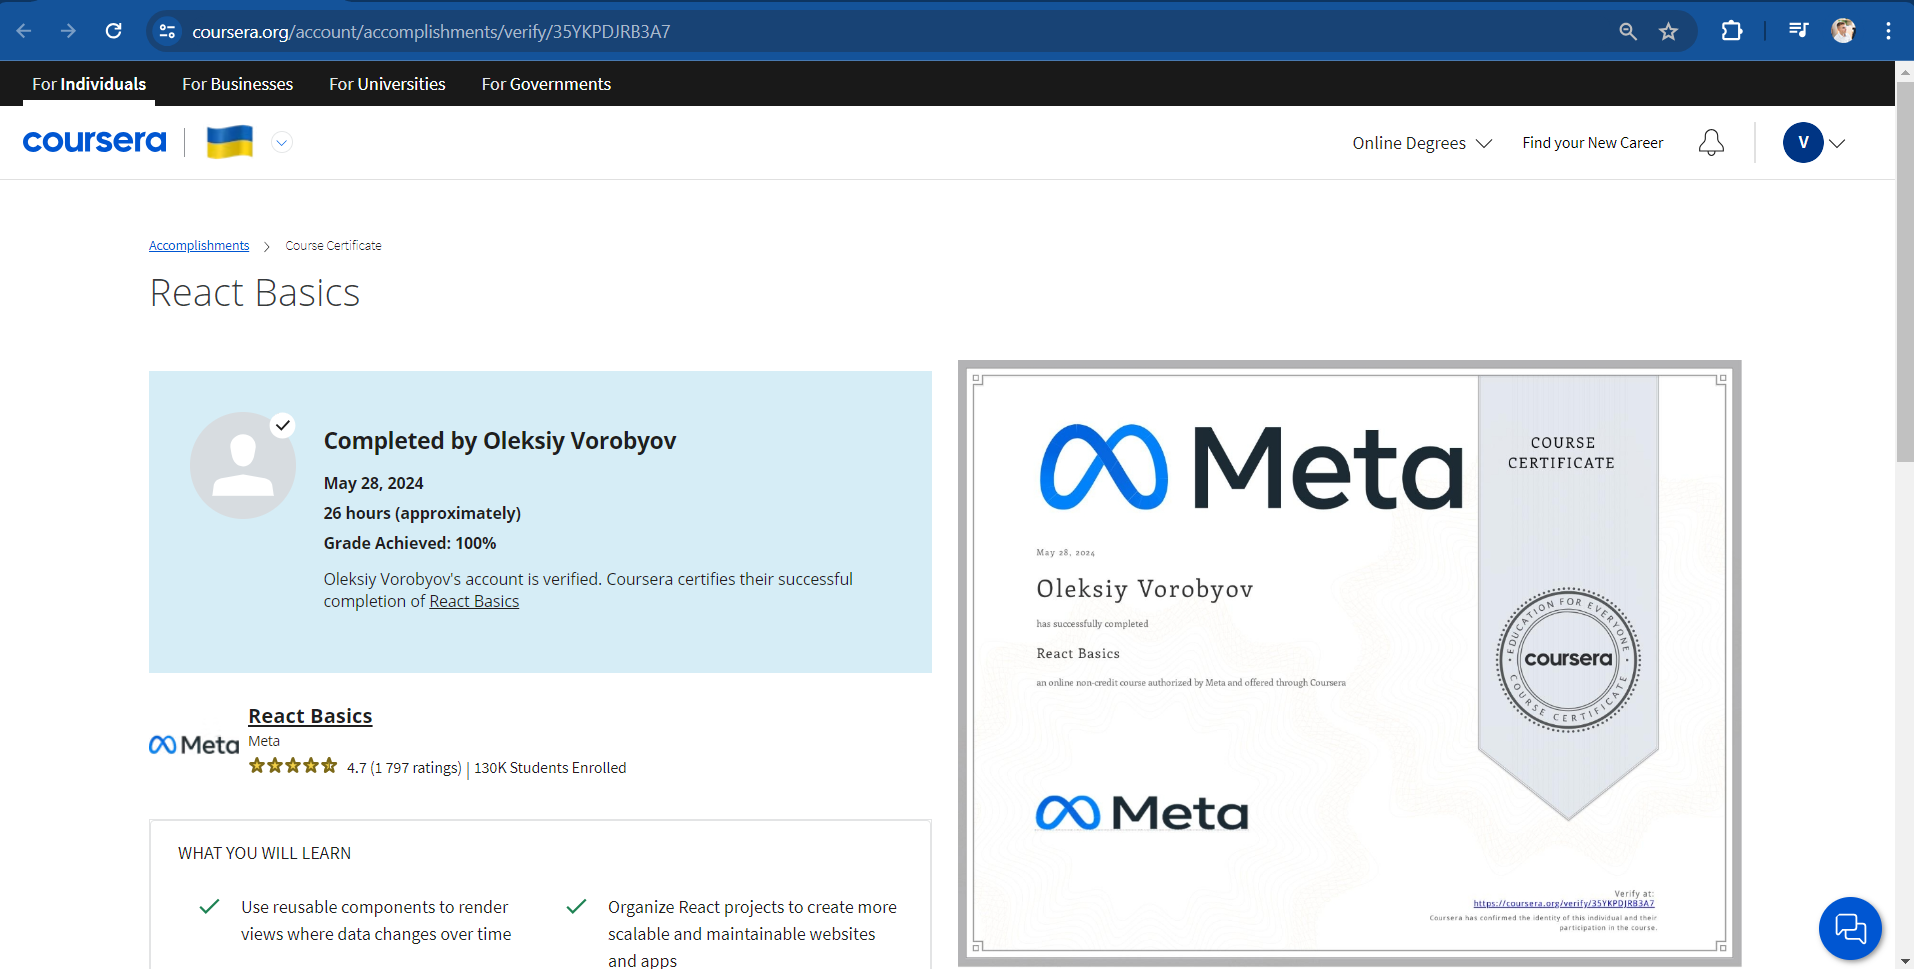 coursera.org/account/accomplishments/verify/35YKPDJRB3A7
For Individuals
For Businesses
For Universities
For Governments
coursera
Online Degrees
Find your New Career
V
Accomplishments
Course Certificate
React Basics
Completed by Oleksiy Vorobyov
May 28, 2024
26 hours (approximately)
Grade Achieved: 100%
Oleksiy Vorobyov's account is verified. Coursera certifies their successful
completion of React Basics
Meta
React Basics
Meta
4.7 (1 797 ratings) | 130K Students Enrolled
WHAT YOU WILL LEARN
Use reusable components to render
views where data changes over time
Organize React projects to create more
scalable and maintainable websites
and apps
Meta
May 28, 2024
Oleksiy Vorobyov
has successfully completed
React Basics
an online non-credit course authorized by Meta and offered through Coursera
Meta
COURSE
CERTIFICATE
EDUCATION FOR EVERYONE
coursera
COURSE CERTIFICATE
Verify at:
https://coursera.org/verify/35YKPDJRB3A7
Coursera has confirmed the identity of this individual and their
participation in the course.